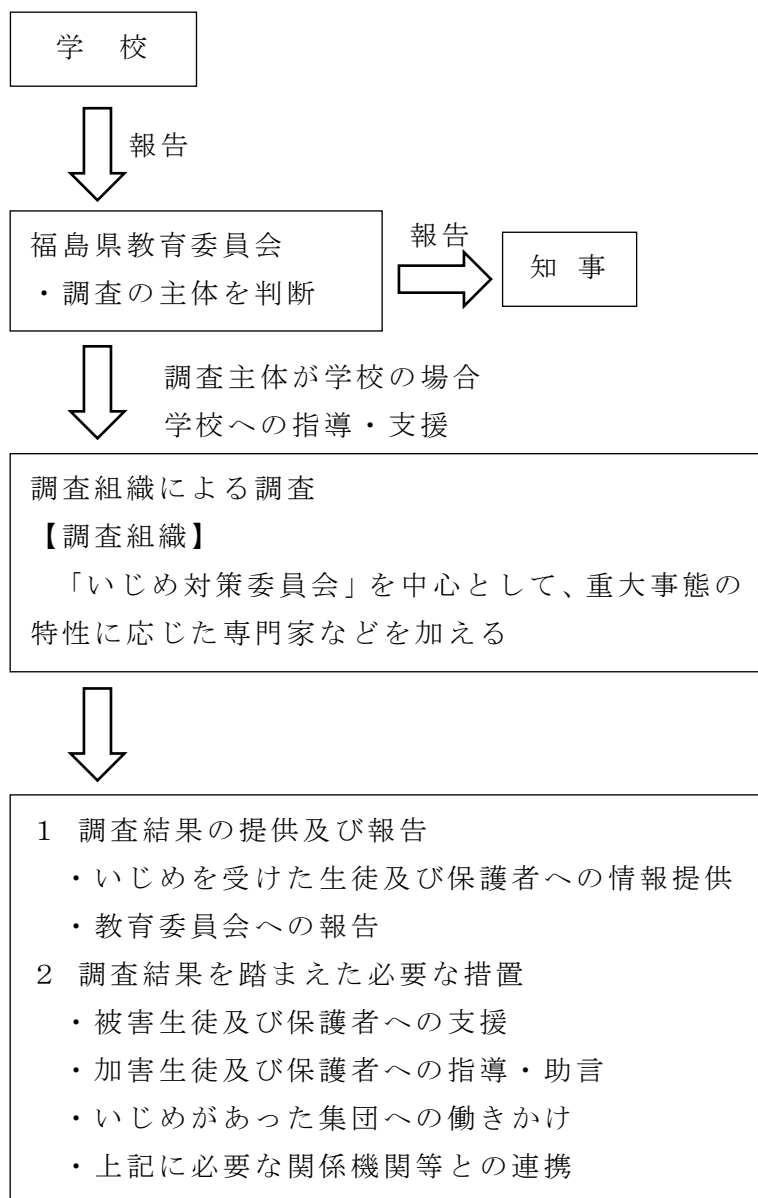 学 校
報告
福島県教育委員会
・調査の主体を判断
報告
知 事
調査主体が学校の場合
学校への指導・支援
調査組織による調査
【調査組織】
「いじめ対策委員会」を中心として、重大事態の
特性に応じた専門家などを加える
1 調査結果の提供及び報告
・いじめを受けた生徒及び保護者への情報提供
・教育委員会への報告
2 調査結果を踏まえた必要な措置
・被害生徒及び保護者への支援
・加害生徒及び保護者への指導・助言
・いじめがあった集団への働きかけ
・上記に必要な関係機関等との連携